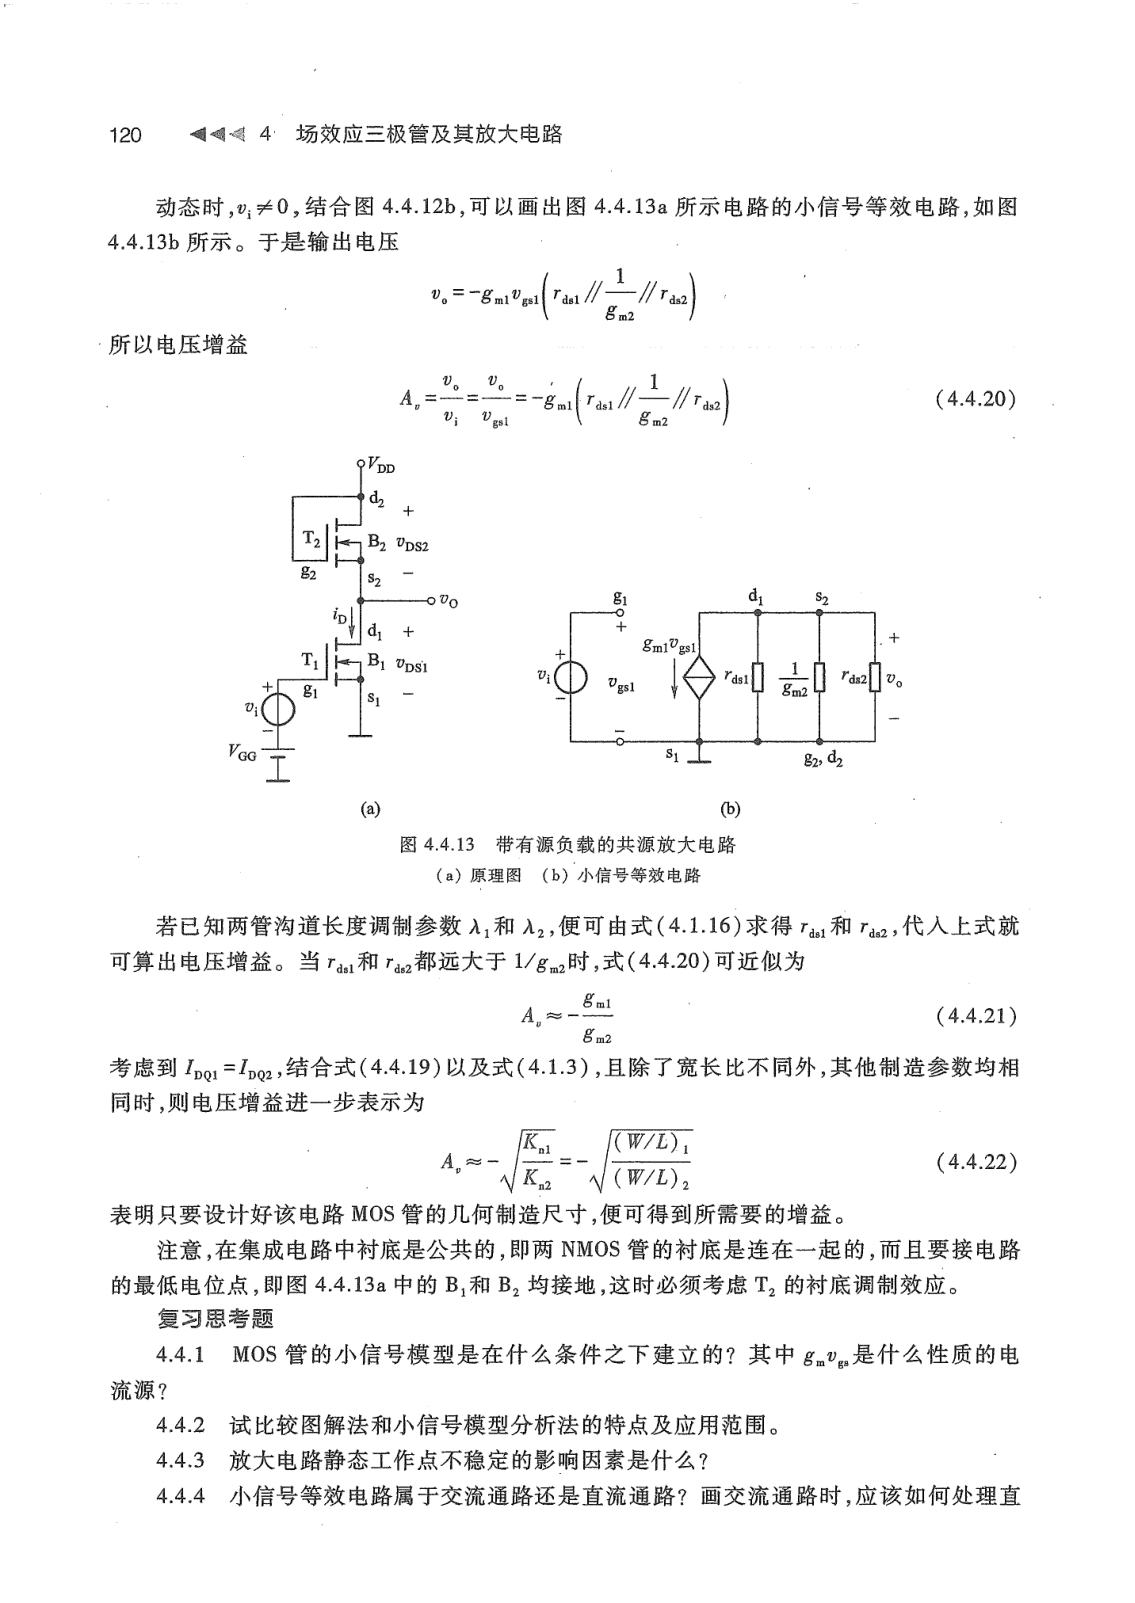 120 4 场效应三极管及其放大电路
动态时,v_i≠0,结合图 4.4.12b,可以画出图 4.4.13a 所示电路的小信号等效电路,如图
4.4.13b 所示。于是输出电压
v_o=-g_m1 v_gs1(r_ds1 // 1/g_m2 // r_ds2)
所以电压增益
A_v=v_o/v_i=v_o/v_gs1=-g_m1(r_ds1 // 1/g_m2 // r_ds2) (4.4.20)
V_DD
d_2
+
T_2 B_2 v_DS2
g_2 s_2 -
v_O
i_D d_1 +
T_1 B_1 v_DS1
+ g_1 s_1 -
v_i
-
V_GG
g_1 d_1 s_2
+ g_m1 v_gs1 +
+ v_i - v_gs1 r_ds1 1/g_m2 r_ds2 v_o
- -
s_1 g_2, d_2
(a) (b)
图 4.4.13 带有源负载的共源放大电路
(a) 原理图 (b) 小信号等效电路
若已知两管沟道长度调制参数 λ_1 和 λ_2,便可由式(4.1.16)求得 r_ds1 和 r_ds2,代入上式就
可算出电压增益。当 r_ds1 和 r_ds2 都远大于 1/g_m2 时,式(4.4.20)可近似为
A_v≈-g_m1/g_m2 (4.4.21)
考虑到 I_DQ1=I_DQ2,结合式(4.4.19)以及式(4.1.3),且除了宽长比不同外,其他制造参数均相
同时,则电压增益进一步表示为
A_v≈-√(K_n1/K_n2)=-√((W/L)_1/(W/L)_2) (4.4.22)
表明只要设计好该电路 MOS 管的几何制造尺寸,便可得到所需要的增益。
注意,在集成电路中衬底是公共的,即两 NMOS 管的衬底是连在一起的,而且要接电路
的最低电位点,即图 4.4.13a 中的 B_1 和 B_2 均接地,这时必须考虑 T_2 的衬底调制效应。
复习思考题
4.4.1 MOS 管的小信号模型是在什么条件之下建立的? 其中 g_m v_gs 是什么性质的电
流源?
4.4.2 试比较图解法和小信号模型分析法的特点及应用范围。
4.4.3 放大电路静态工作点不稳定的影响因素是什么?
4.4.4 小信号等效电路属于交流通路还是直流通路? 画交流通路时,应该如何处理直